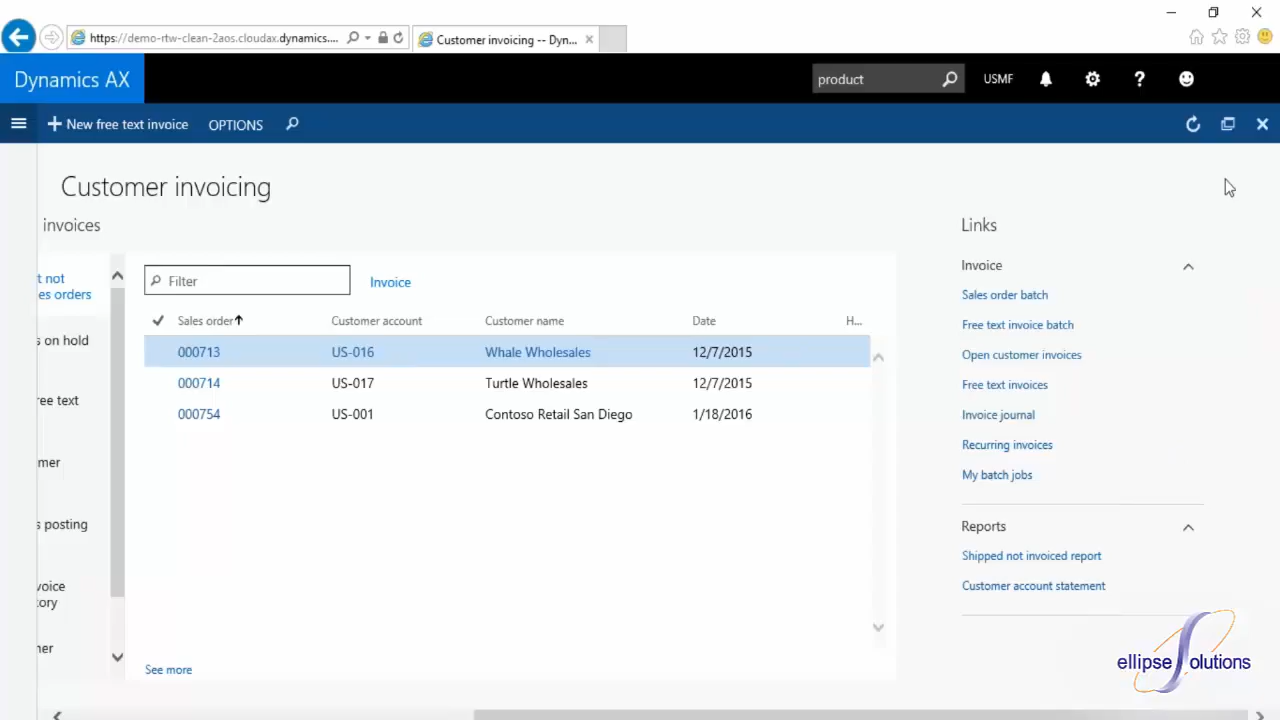 https://demo-rtw-clean-2aos.cloudax.dynamics....
Customer invoicing -- Dyn...
Dynamics AX
product
USMF
New free text invoice
OPTIONS
Customer invoicing
invoices
t not
es orders
s on hold
ree text
mer
s posting
voice
ory
ner
Filter
Invoice
Sales order
Customer account
Customer name
Date
H...
000713
US-016
Whale Wholesales
12/7/2015
000714
US-017
Turtle Wholesales
12/7/2015
000754
US-001
Contoso Retail San Diego
1/18/2016
See more
Links
Invoice
Sales order batch
Free text invoice batch
Open customer invoices
Free text invoices
Invoice journal
Recurring invoices
My batch jobs
Reports
Shipped not invoiced report
Customer account statement
ellipse Solutions